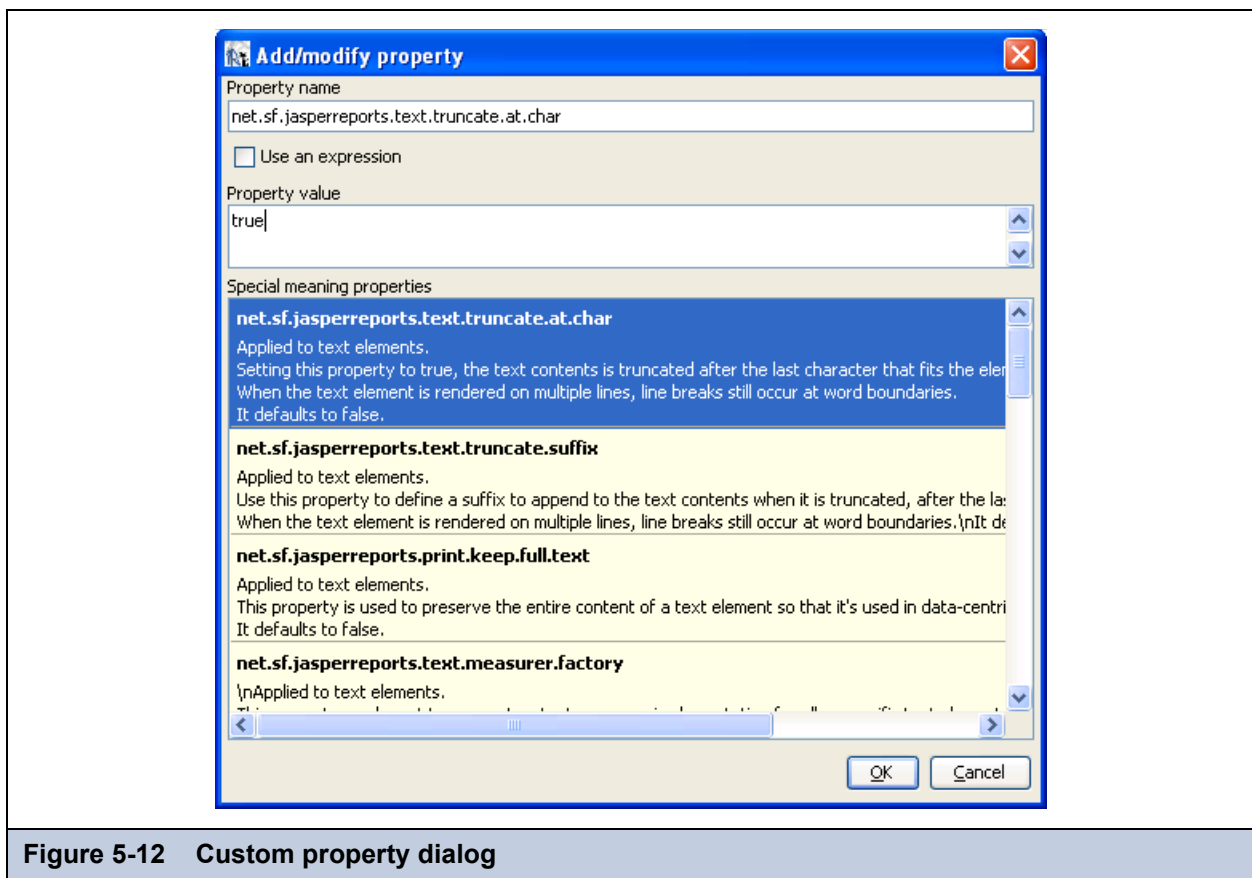 Add/modify property
Property name
net.sf.jasperreports.text.truncate.at.char
Use an expression
Property value
true
Special meaning properties
net.sf.jasperreports.text.truncate.at.char
Applied to text elements.
Setting this property to true, the text contents is truncated after the last character that fits the
When the text element is rendered on multiple lines, line breaks still occur at word boundaries.
It defaults to false.
net.sf.jasperreports.text.truncate.suffix
Applied to text elements.
Use this property to define a suffix to append to the text contents when it is truncated, after the
When the text element is rendered on multiple lines, line breaks still occur at word boundaries.\nIt
net.sf.jasperreports.print.keep.full.text
Applied to text elements.
This property is used to preserve the entire content of a text element so that it's used in data-centri
It defaults to false.
net.sf.jasperreports.text.measurer.factory
\nApplied to text elements.
OK Cancel
Figure 5-12 Custom property dialog